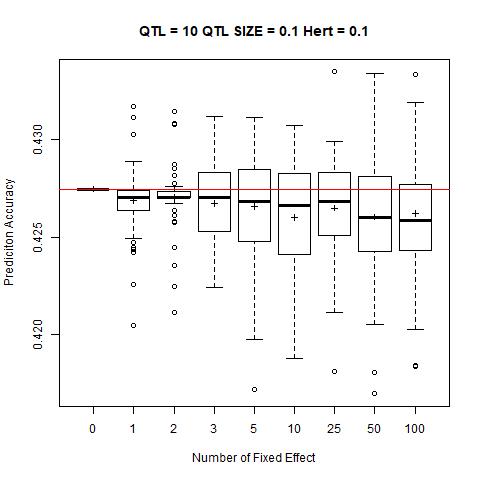 QTL = 10 QTL SIZE = 0.1 Hert = 0.1
Prediciton Accuracy
0.430
0.425
0.420
0 1 2 3 5 10 25 50 100
Number of Fixed Effect